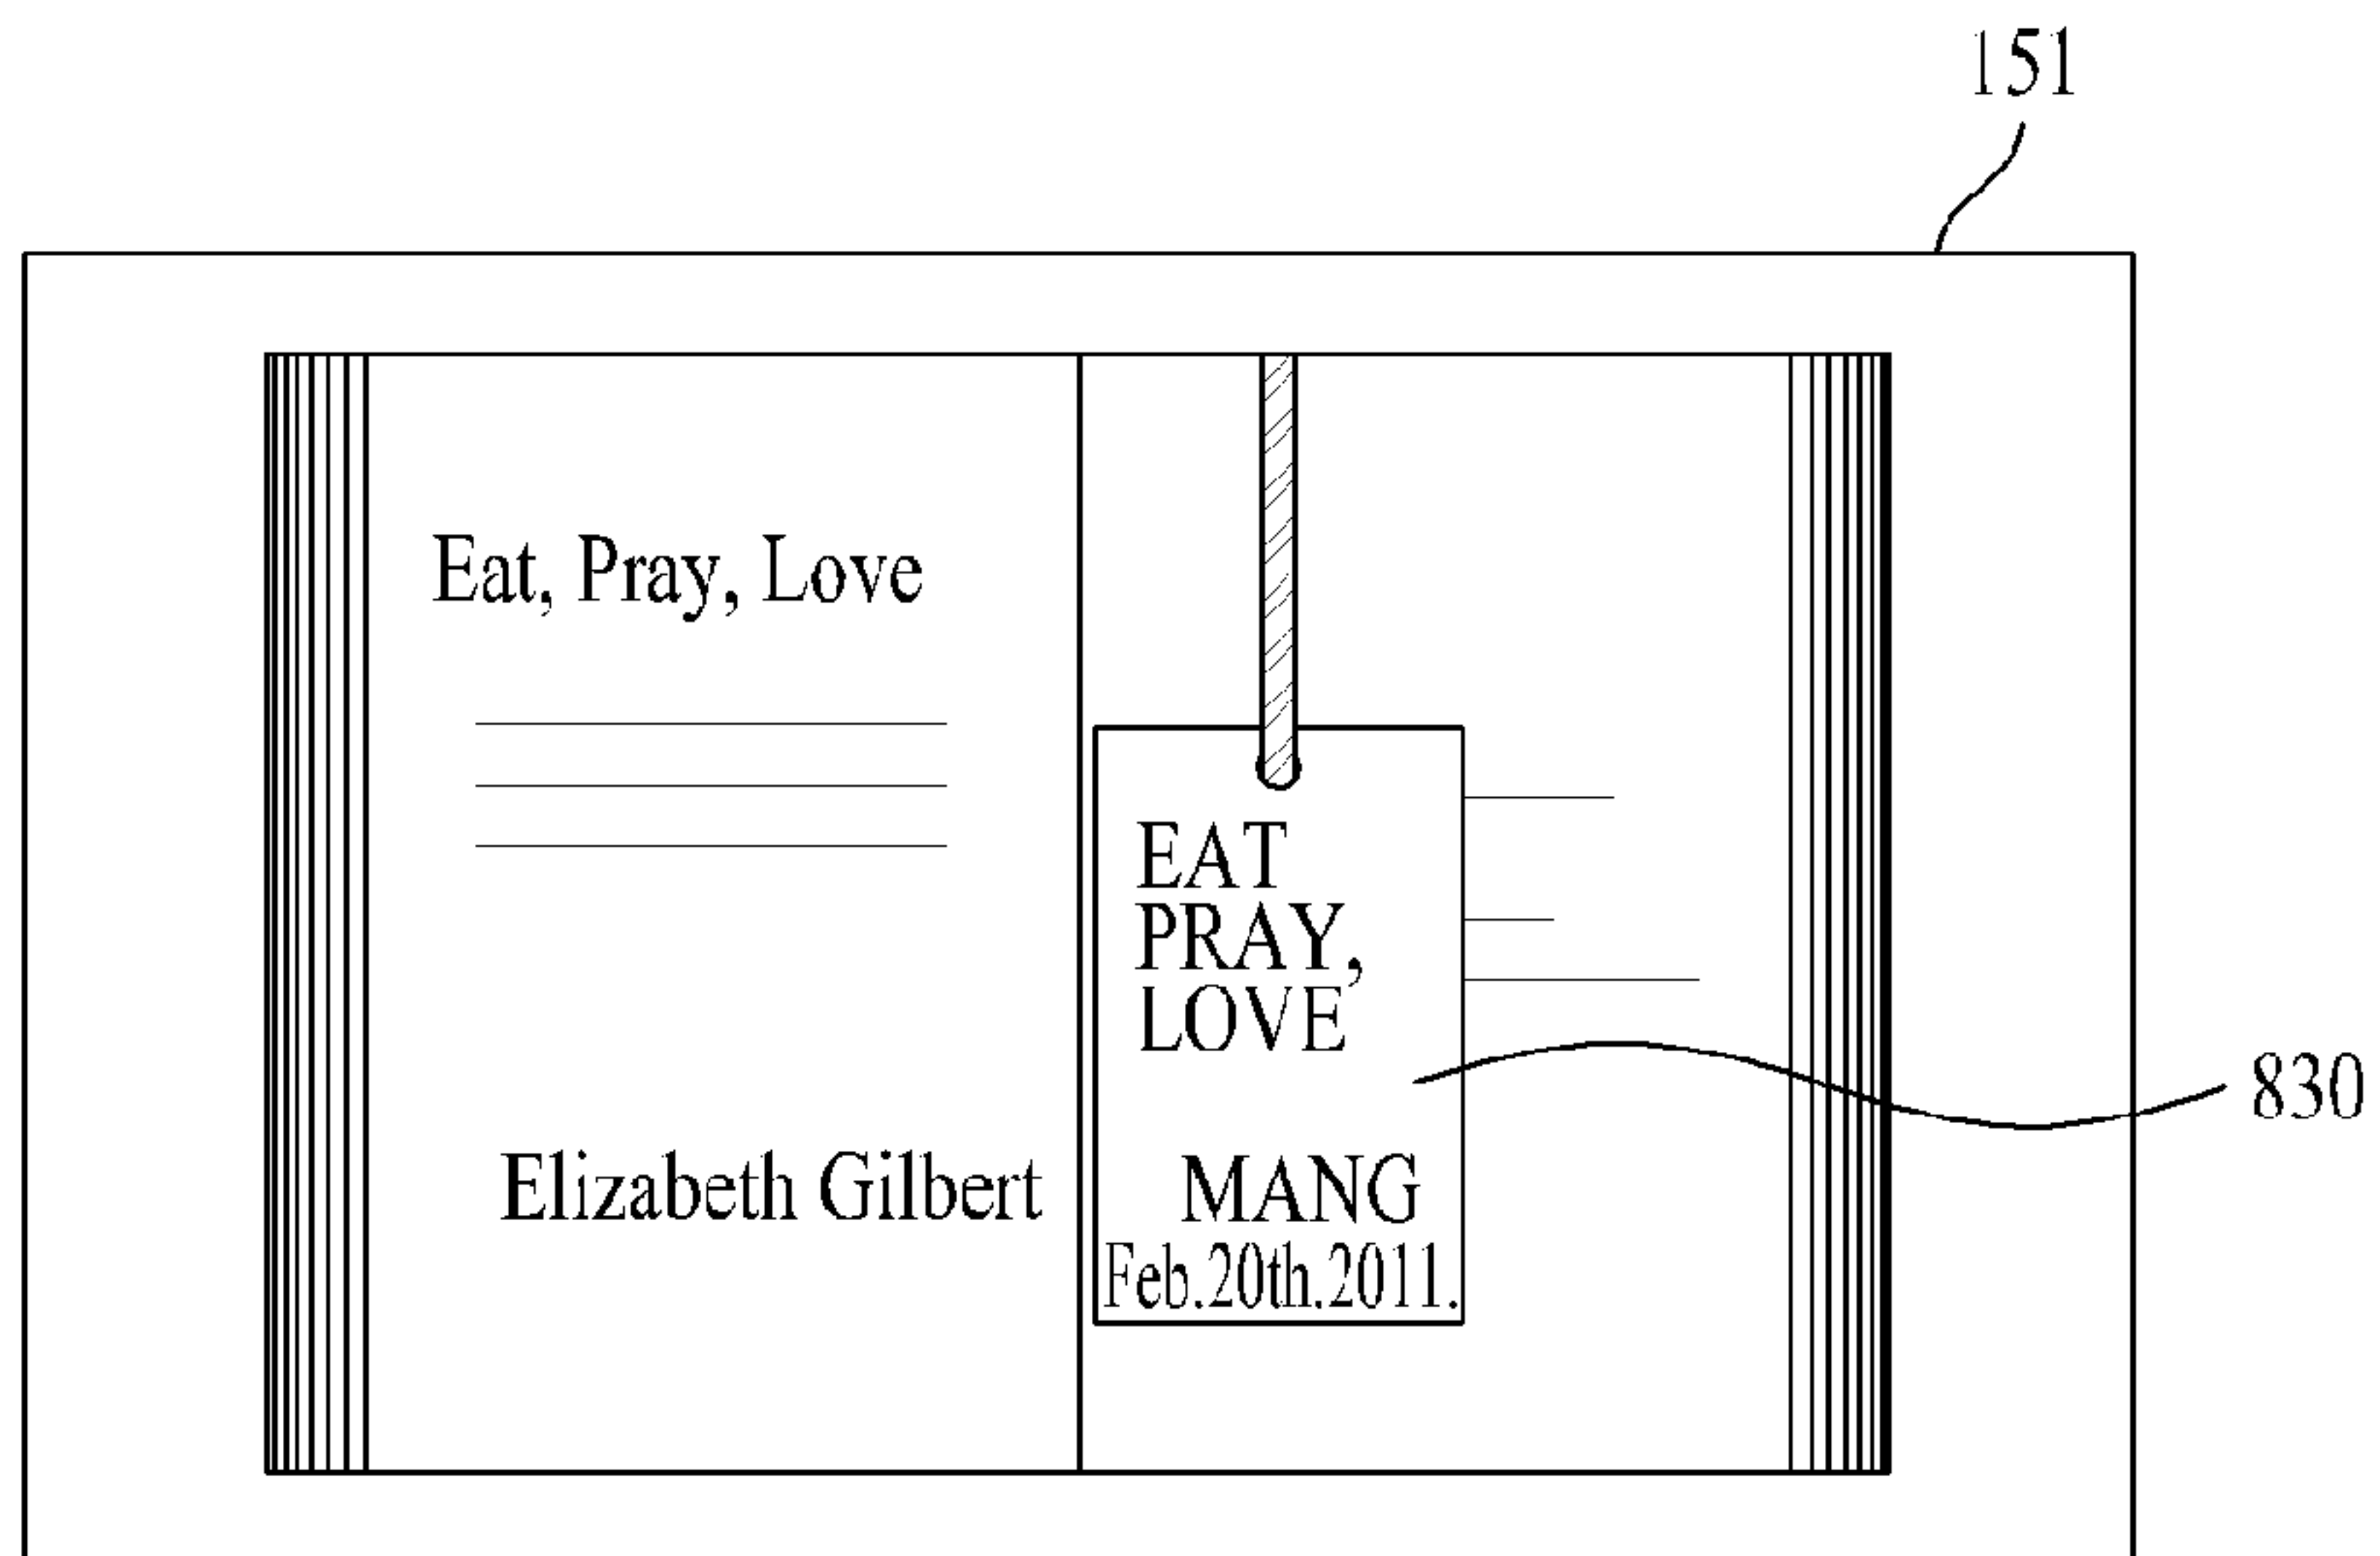 151
Eat, Pray, Love
EAT
PRAY,
LOVE
830
Elizabeth Gilbert
MANG
Feb.20th.2011.